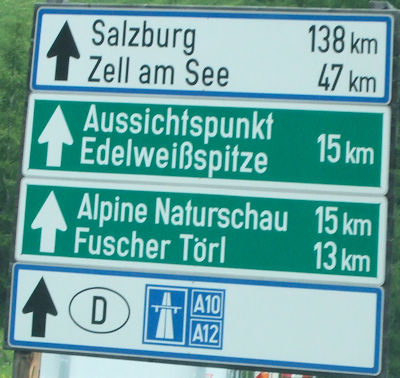 Salzburg 138 km
Zell am See 47 km
Aussichtspunkt
Edelweißspitze 15 km
Alpine Naturschau 15 km
Fuscher Törl 13 km
D A10
A12